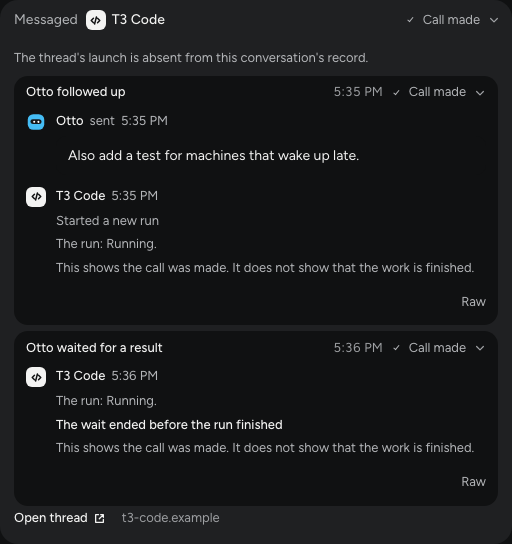 Messaged T3 Code Call made
The thread's launch is absent from this conversation's record.
Otto followed up 5:35 PM Call made
Otto sent 5:35 PM
Also add a test for machines that wake up late.
T3 Code 5:35 PM
Started a new run
The run: Running.
This shows the call was made. It does not show that the work is finished.
Raw
Otto waited for a result 5:36 PM Call made
T3 Code 5:36 PM
The run: Running.
The wait ended before the run finished
This shows the call was made. It does not show that the work is finished.
Raw
Open thread t3-code.example